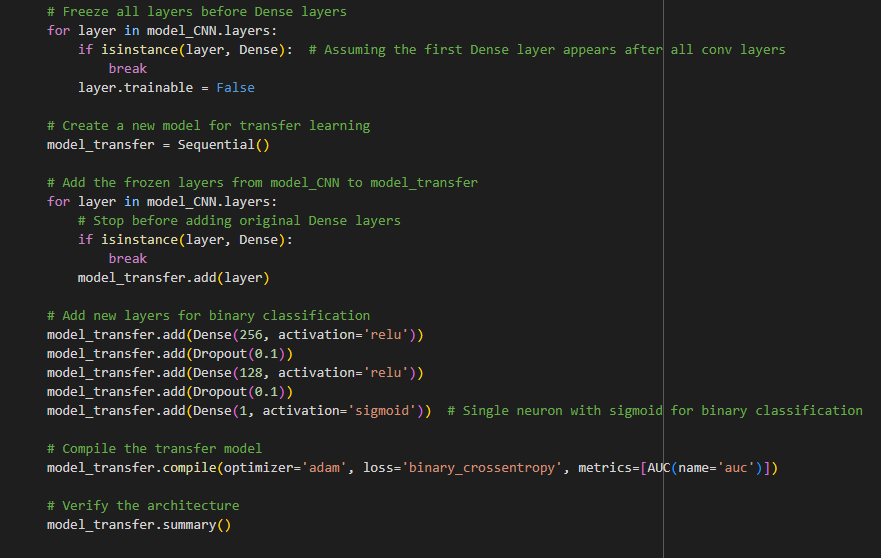 # Freeze all layers before Dense layers
for layer in model_CNN.layers:
    if isinstance(layer, Dense):  # Assuming the first Dense layer appears after all conv layers
        break
    layer.trainable = False

# Create a new model for transfer learning
model_transfer = Sequential()

# Add the frozen layers from model_CNN to model_transfer
for layer in model_CNN.layers:
    # Stop before adding original Dense layers
    if isinstance(layer, Dense):
        break
    model_transfer.add(layer)

# Add new layers for binary classification
model_transfer.add(Dense(256, activation='relu'))
model_transfer.add(Dropout(0.1))
model_transfer.add(Dense(128, activation='relu'))
model_transfer.add(Dropout(0.1))
model_transfer.add(Dense(1, activation='sigmoid'))  # Single neuron with sigmoid for binary classification

# Compile the transfer model
model_transfer.compile(optimizer='adam', loss='binary_crossentropy', metrics=[AUC(name='auc')])

# Verify the architecture
model_transfer.summary()